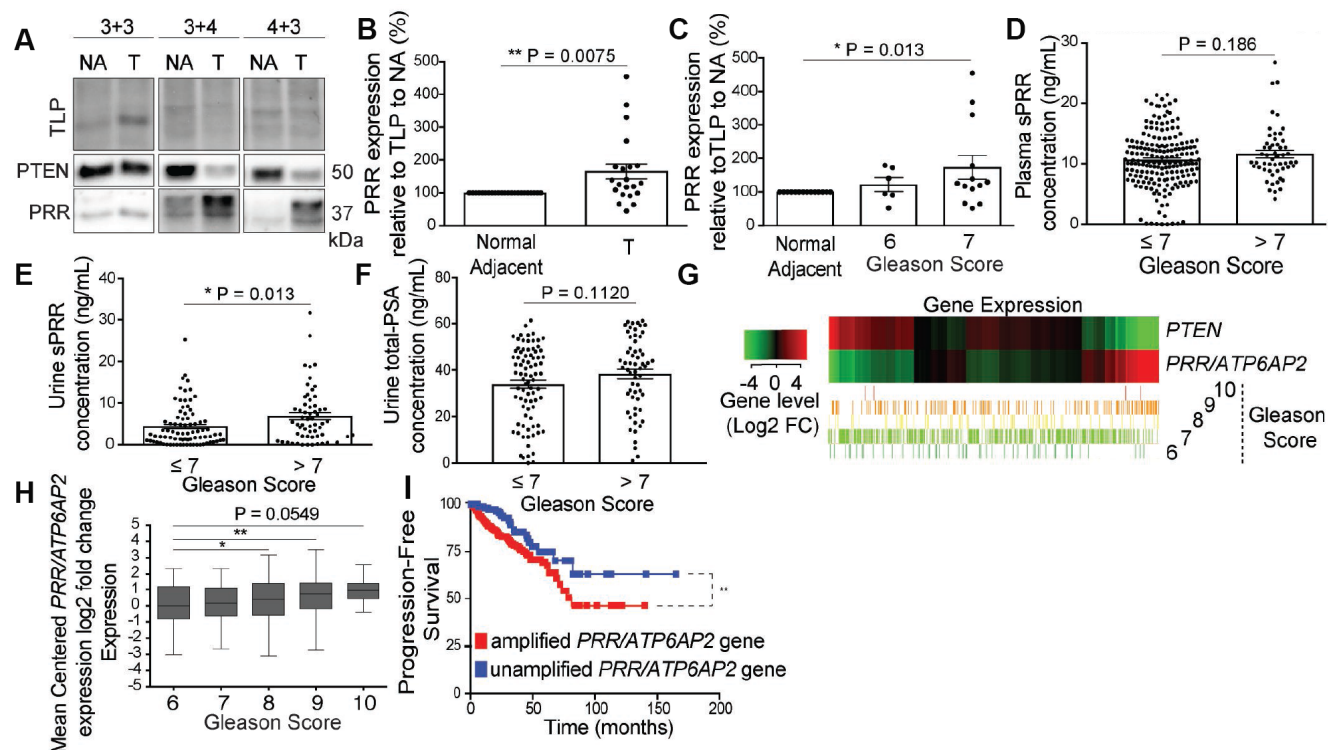 A
3+3 3+4 4+3
NA T NA T NA T
TLP
PTEN 50
PRR 37
kDa
B
PRR expression
relative to TLP to NA (%)
** P = 0.0075
500
400
300
200
100
0
Normal
Adjacent
T
C
PRR expression
relative toTLP to NA (%)
* P = 0.013
500
400
300
200
100
0
Normal
Adjacent
6 7
Gleason Score
D
Plasma sPRR
concentration (ng/mL)
P = 0.186
30
20
10
0
≤ 7 > 7
Gleason Score
E
Urine sPRR
concentration (ng/mL)
* P = 0.013
40
30
20
10
0
≤ 7 > 7
Gleason Score
F
Urine total-PSA
concentration (ng/mL)
P = 0.1120
80
60
40
20
0
≤ 7 > 7
Gleason Score
G
Gene Expression
PTEN
PRR/ATP6AP2
-4 0 4
Gene level
(Log2 FC)
10
9
8
7
6
Gleason
Score
H
Mean Centered PRR/ATP6AP2
expression log2 fold change
Expression
P = 0.0549
**
*
5
4
3
2
1
0
-1
-2
-3
-4
-5
6 7 8 9 10
Gleason Score
I
Progression-Free
Survival
100
75
50
25
0
**
amplified PRR/ATP6AP2 gene
unamplified PRR/ATP6AP2 gene
0 50 100 150 200
Time (months)